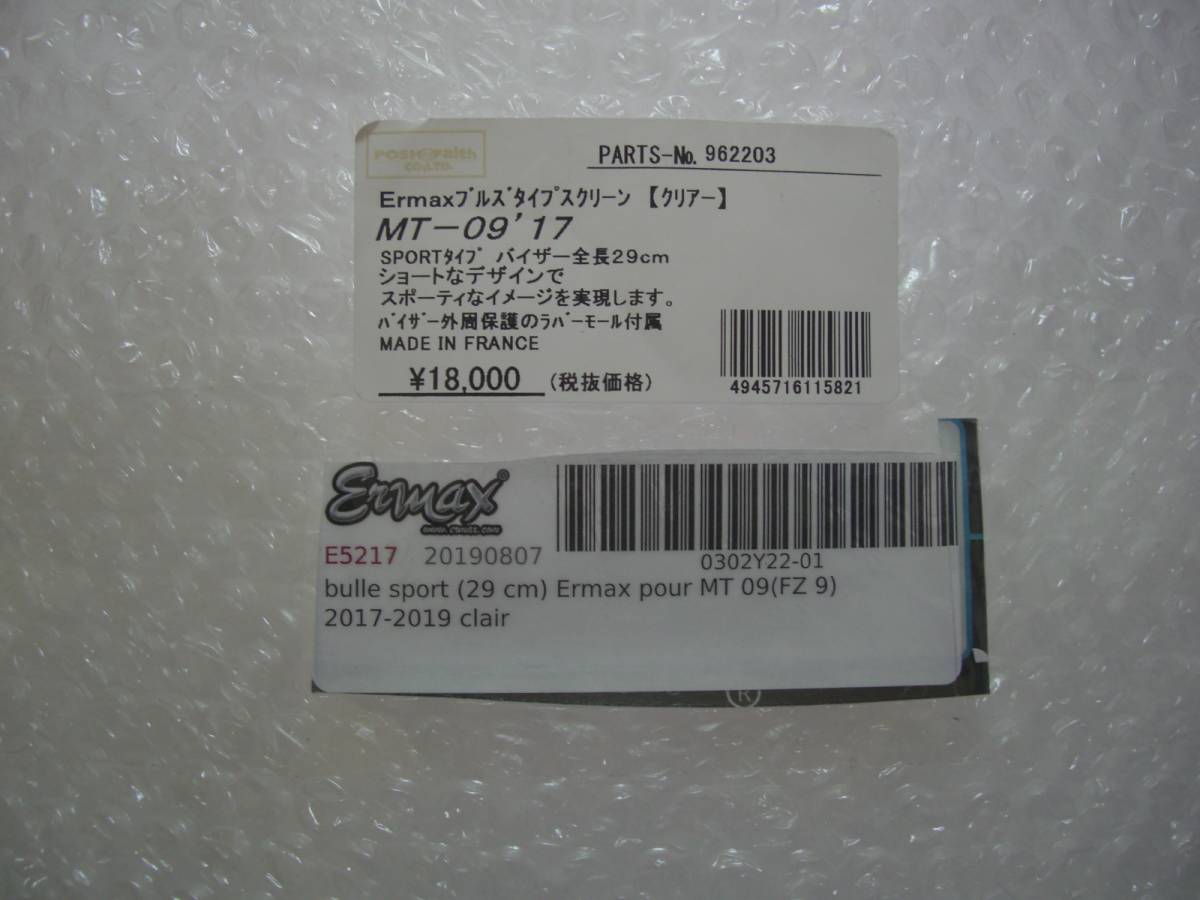 POSH Faith
CO.,LTD.
PARTS-No. 962203
Ermaxブルズタイプスクリーン 【クリアー】
MT-09'17
SPORTタイプ バイザー全長29cm
ショートなデザインで
スポーティなイメージを実現します。
バイザー外周保護のラバーモール付属
MADE IN FRANCE
¥18,000 (税抜価格)
4945716115821
Ermax®
www.ermax.com
E5217 20190807
0302Y22-01
bulle sport (29 cm) Ermax pour MT 09(FZ 9)
2017-2019 clair
®